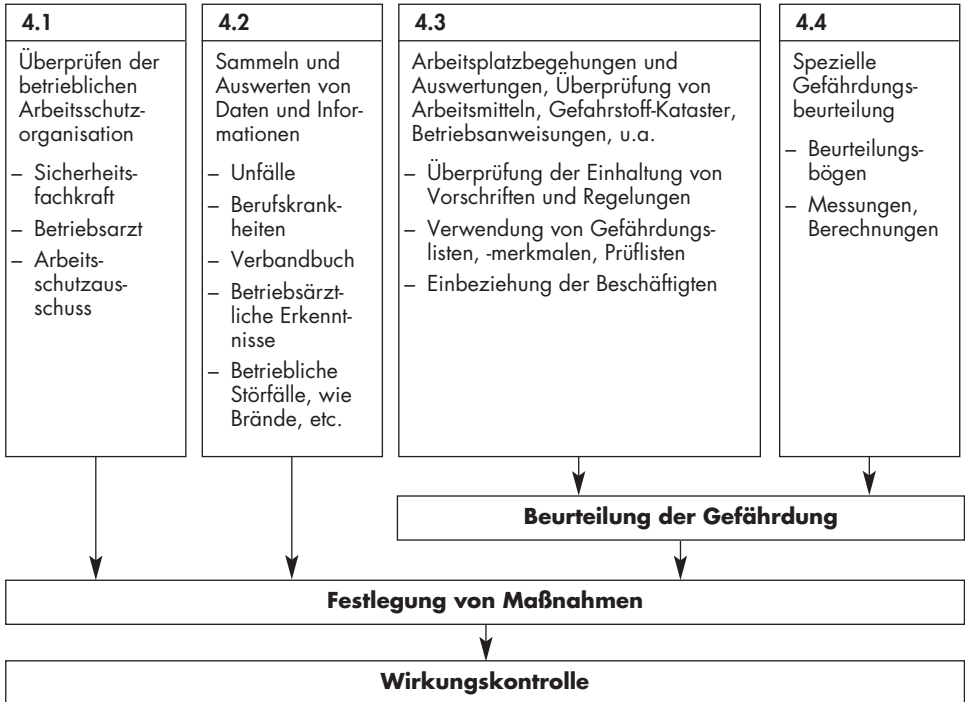 4.1
Überprüfen der
betrieblichen
Arbeitsschutz-
organisation
– Sicherheits-
fachkraft
– Betriebsarzt
– Arbeits-
schutzaus-
schuss
4.2
Sammeln und
Auswerten von
Daten und Infor-
mationen
– Unfälle
– Berufskrank-
heiten
– Verbandbuch
– Betriebsärzt-
liche Erkennt-
nisse
– Betriebliche
Störfälle, wie
Brände, etc.
4.3
Arbeitsplatzbegehungen und
Auswertungen, Überprüfung von
Arbeitsmitteln, Gefahrstoff-Kataster,
Betriebsanweisungen, u.a.
– Überprüfung der Einhaltung von
Vorschriften und Regelungen
– Verwendung von Gefährdungs-
listen, -merkmalen, Prüflisten
– Einbeziehung der Beschäftigten
4.4
Spezielle
Gefährdungs-
beurteilung
– Beurteilungs-
bögen
– Messungen,
Berechnungen
Beurteilung der Gefährdung
Festlegung von Maßnahmen
Wirkungskontrolle